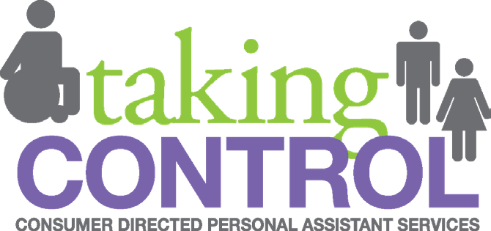 taking
CONTROL
CONSUMER DIRECTED PERSONAL ASSISTANT SERVICES